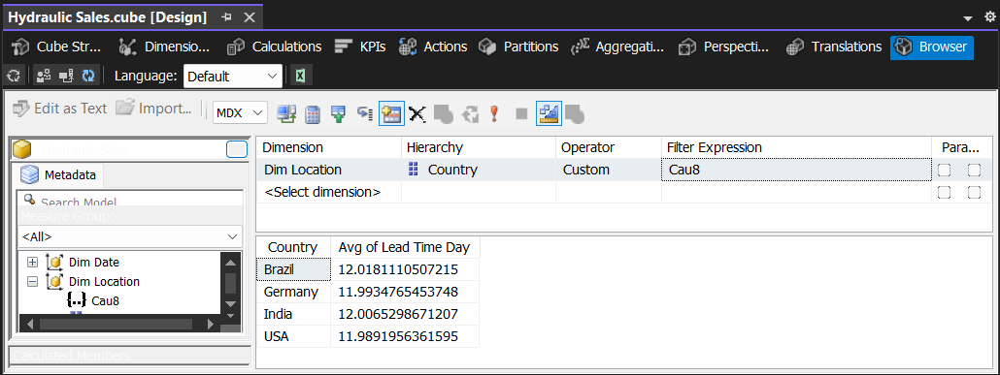 Hydraulic Sales.cube [Design]
Cube Str... Dimensio... Calculations KPIs Actions Partitions Aggregati... Perspecti... Translations Browser
Language: Default
Edit as Text Import... MDX
Dimension Hierarchy Operator Filter Expression Para...
Dim Location Country Custom Cau8
<Select dimension>
Metadata
Search Model
Measure Group:
<All>
Dim Date
Dim Location
Cau8
Calculated Members
Country Avg of Lead Time Day
Brazil 12.0181110507215
Germany 11.9934765453748
India 12.0065298671207
USA 11.9891956361595